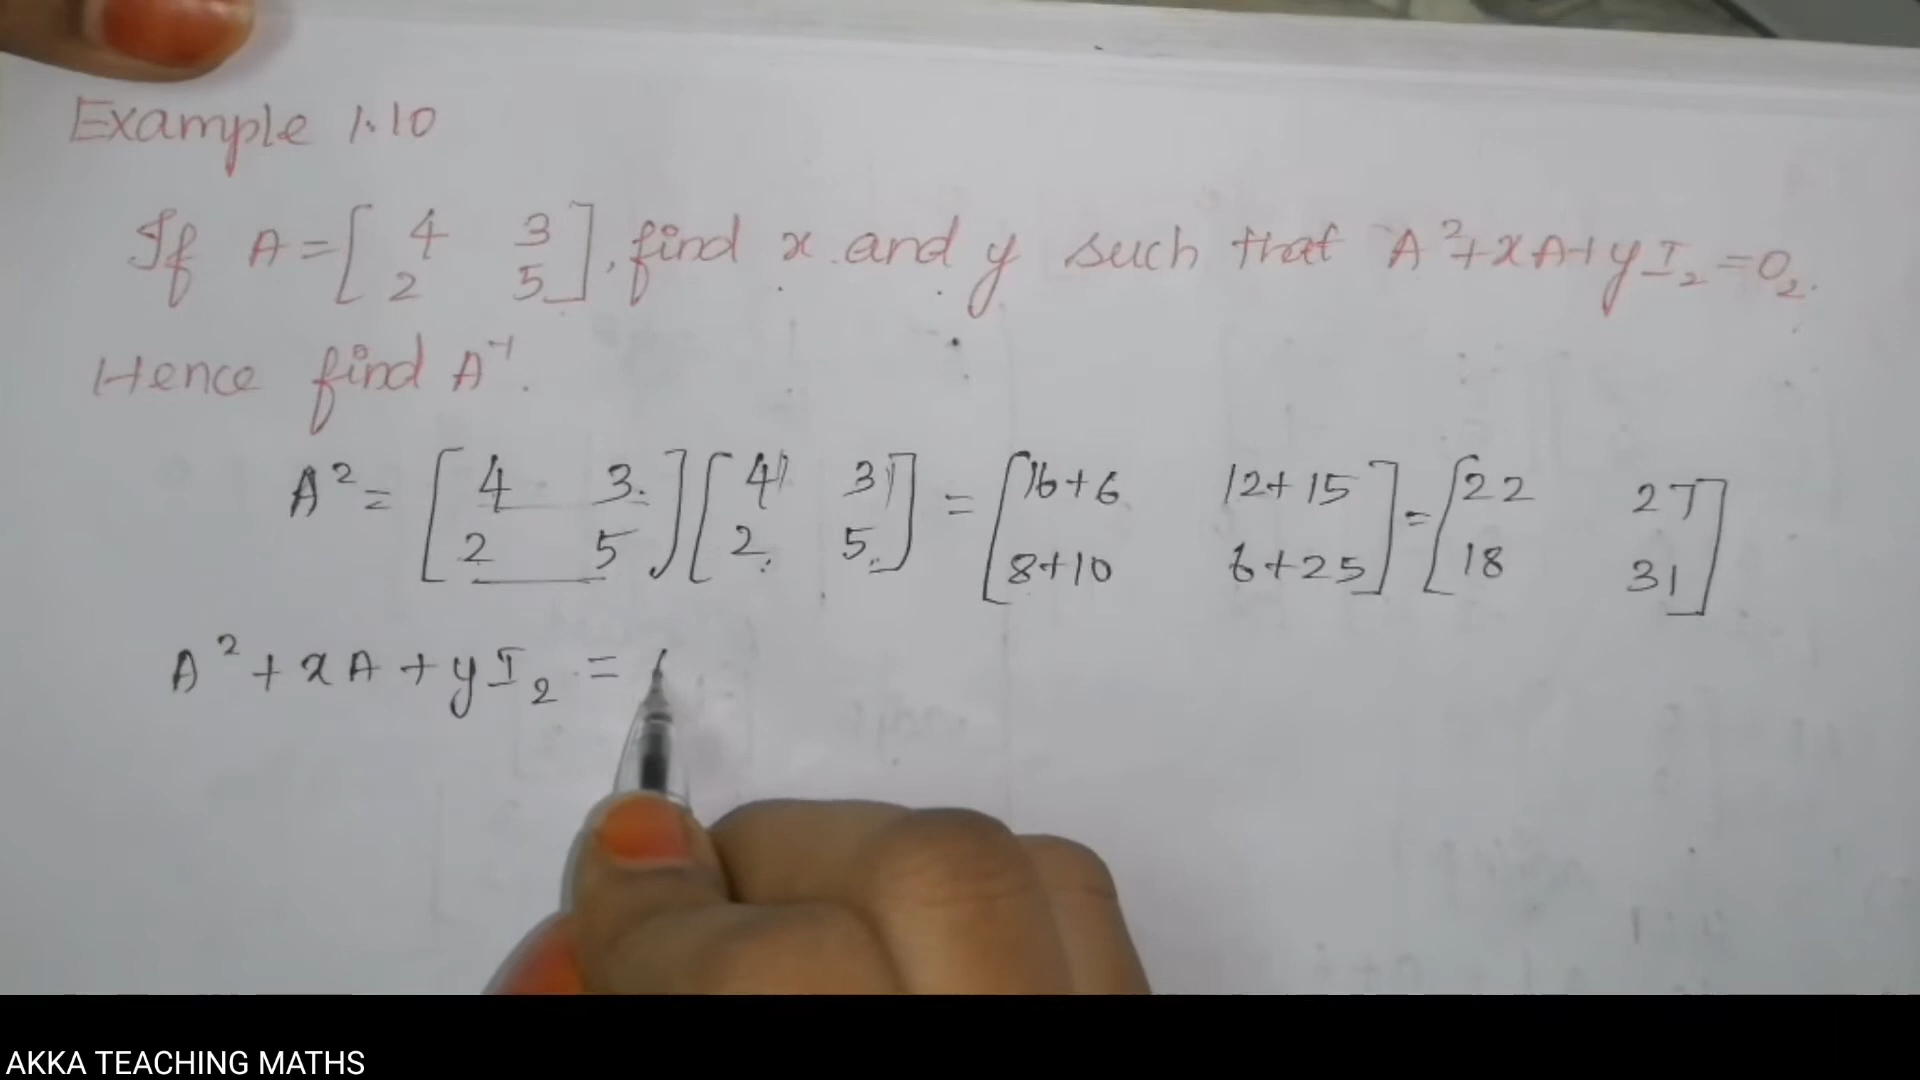 Example 1.10
If A = [ 4 3 2 5 ], find x and y such that A² + xA + yI₂ = O₂.
Hence find A⁻¹.
A² = [ 4 3 2 5 ] [ 4 3 2 5 ] = [ 16+6 12+15 8+10 6+25 ] = [ 22 27 18 31 ]
A² + xA + yI₂ =
AKKA TEACHING MATHS